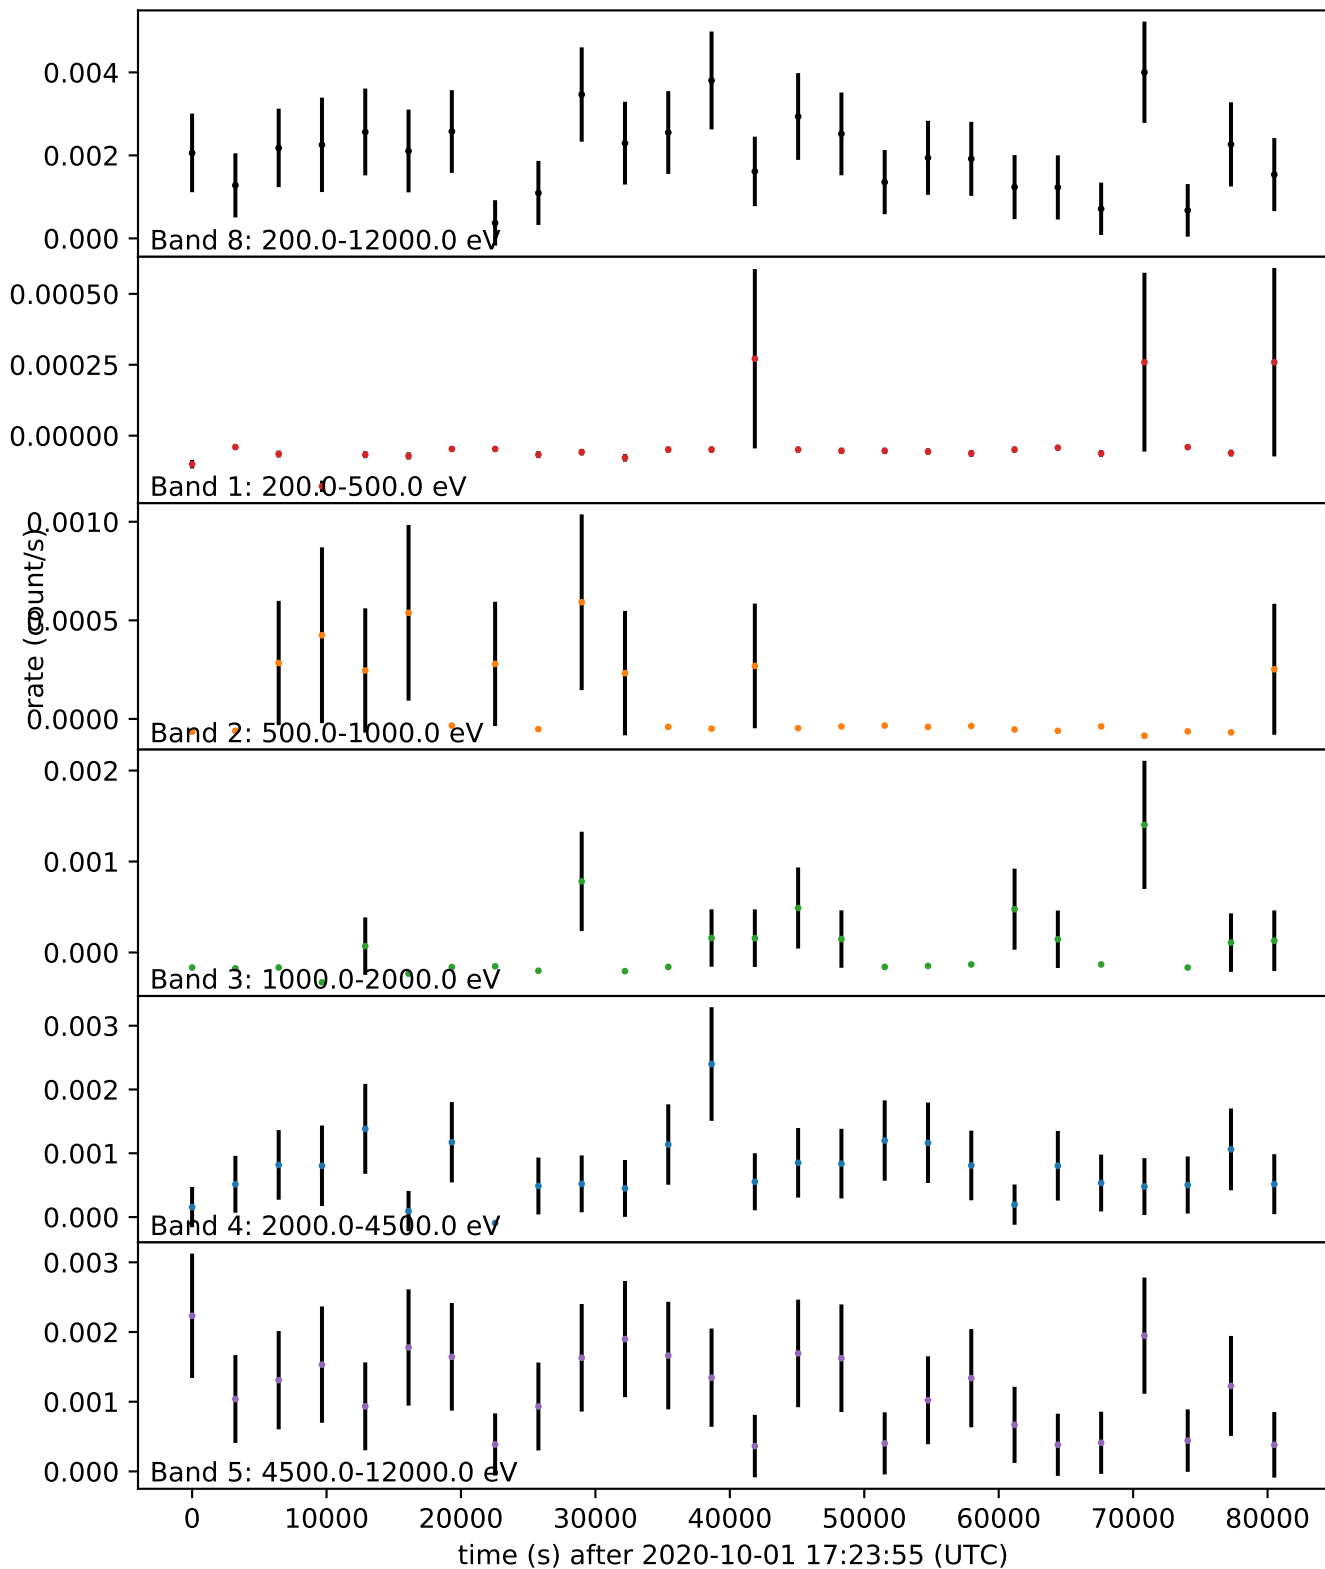 0.004
0.002
0.000
Band 8: 200.0-12000.0 eV
0.00050
0.00025
0.00000
Band 1: 200.0-500.0 eV
rate (count/s)
0.0010
0.0005
0.0000
Band 2: 500.0-1000.0 eV
0.002
0.001
0.000
Band 3: 1000.0-2000.0 eV
0.003
0.002
0.001
0.000
Band 4: 2000.0-4500.0 eV
0.003
0.002
0.001
0.000
Band 5: 4500.0-12000.0 eV
0 10000 20000 30000 40000 50000 60000 70000 80000
time (s) after 2020-10-01 17:23:55 (UTC)